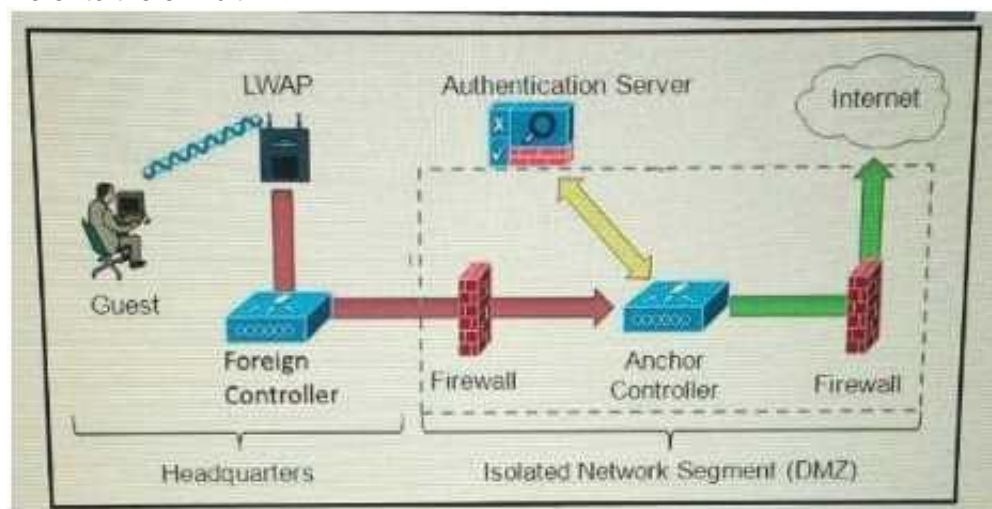 LWAP
Authentication Server
Internet
Guest
Foreign
Controller
Firewall
Anchor
Controller
Firewall
Headquarters
Isolated Network Segment (DMZ)